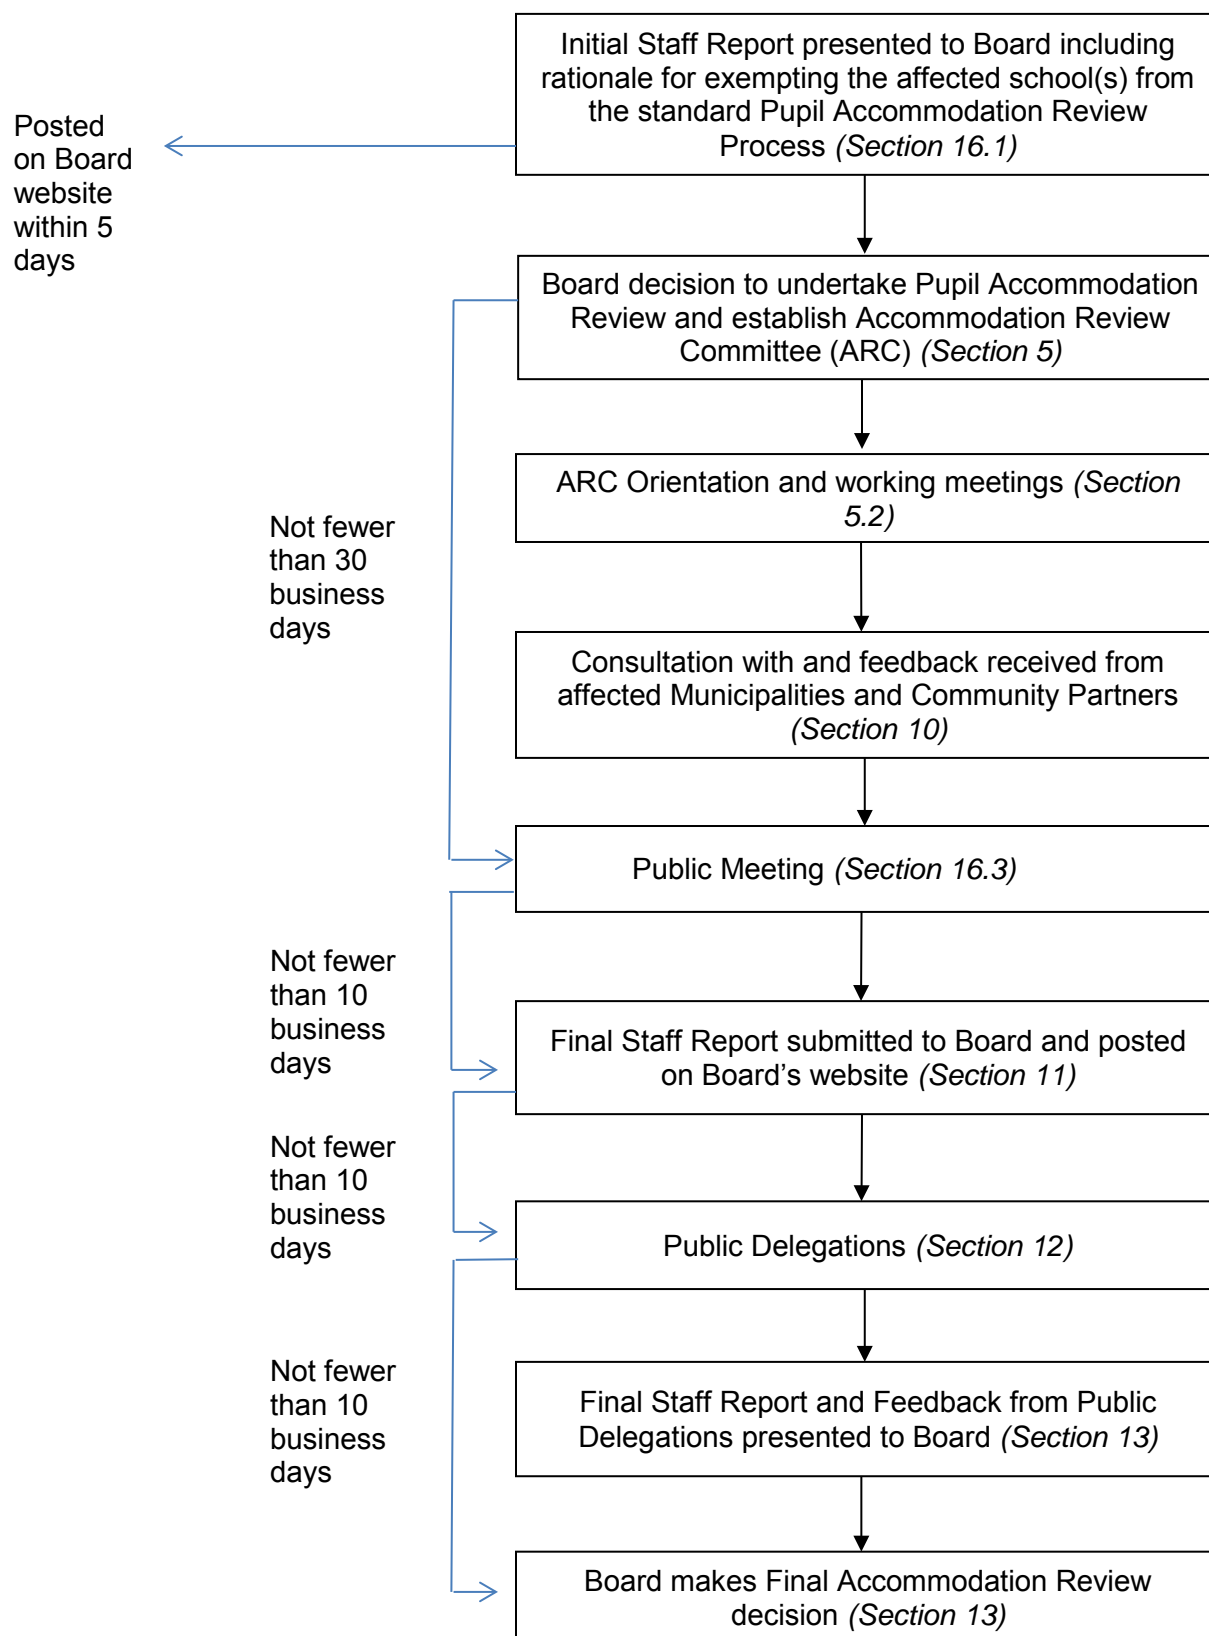 Initial Staff Report presented to Board including
rationale for exempting the affected school(s) from
the standard Pupil Accommodation Review
Process (Section 16.1)
Posted
on Board
website
within 5
days
Board decision to undertake Pupil Accommodation
Review and establish Accommodation Review
Committee (ARC) (Section 5)
ARC Orientation and working meetings (Section
5.2)
Not fewer
than 30
business
days
Consultation with and feedback received from
affected Municipalities and Community Partners
(Section 10)
Public Meeting (Section 16.3)
Not fewer
than 10
business
days
Final Staff Report submitted to Board and posted
on Board’s website (Section 11)
Not fewer
than 10
business
days
Public Delegations (Section 12)
Not fewer
than 10
business
days
Final Staff Report and Feedback from Public
Delegations presented to Board (Section 13)
Board makes Final Accommodation Review
decision (Section 13)